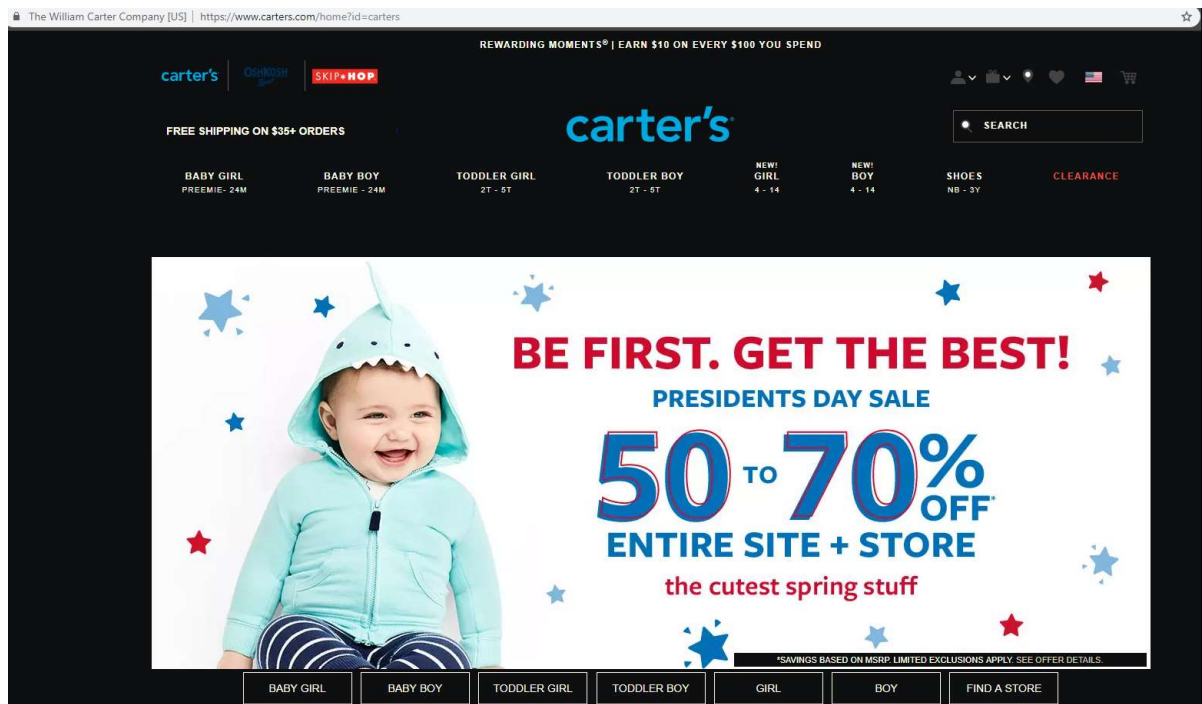 The William Carter Company [US] | https://www.carters.com/home?id=carters
REWARDING MOMENTS® | EARN $10 ON EVERY $100 YOU SPEND
carter's OSHKOSH SKIP*HOP
FREE SHIPPING ON $35+ ORDERS
carter's
SEARCH
BABY GIRL
PREEMIE- 24M
BABY BOY
PREEMIE - 24M
TODDLER GIRL
2T - 5T
TODDLER BOY
2T - 5T
NEW!
GIRL
4 - 14
NEW!
BOY
4 - 14
SHOES
NB - 3Y
CLEARANCE
BE FIRST. GET THE BEST!
PRESIDENTS DAY SALE
50 TO 70% OFF*
ENTIRE SITE + STORE
the cutest spring stuff
*SAVINGS BASED ON MSRP. LIMITED EXCLUSIONS APPLY. SEE OFFER DETAILS.
BABY GIRL BABY BOY TODDLER GIRL TODDLER BOY GIRL BOY FIND A STORE